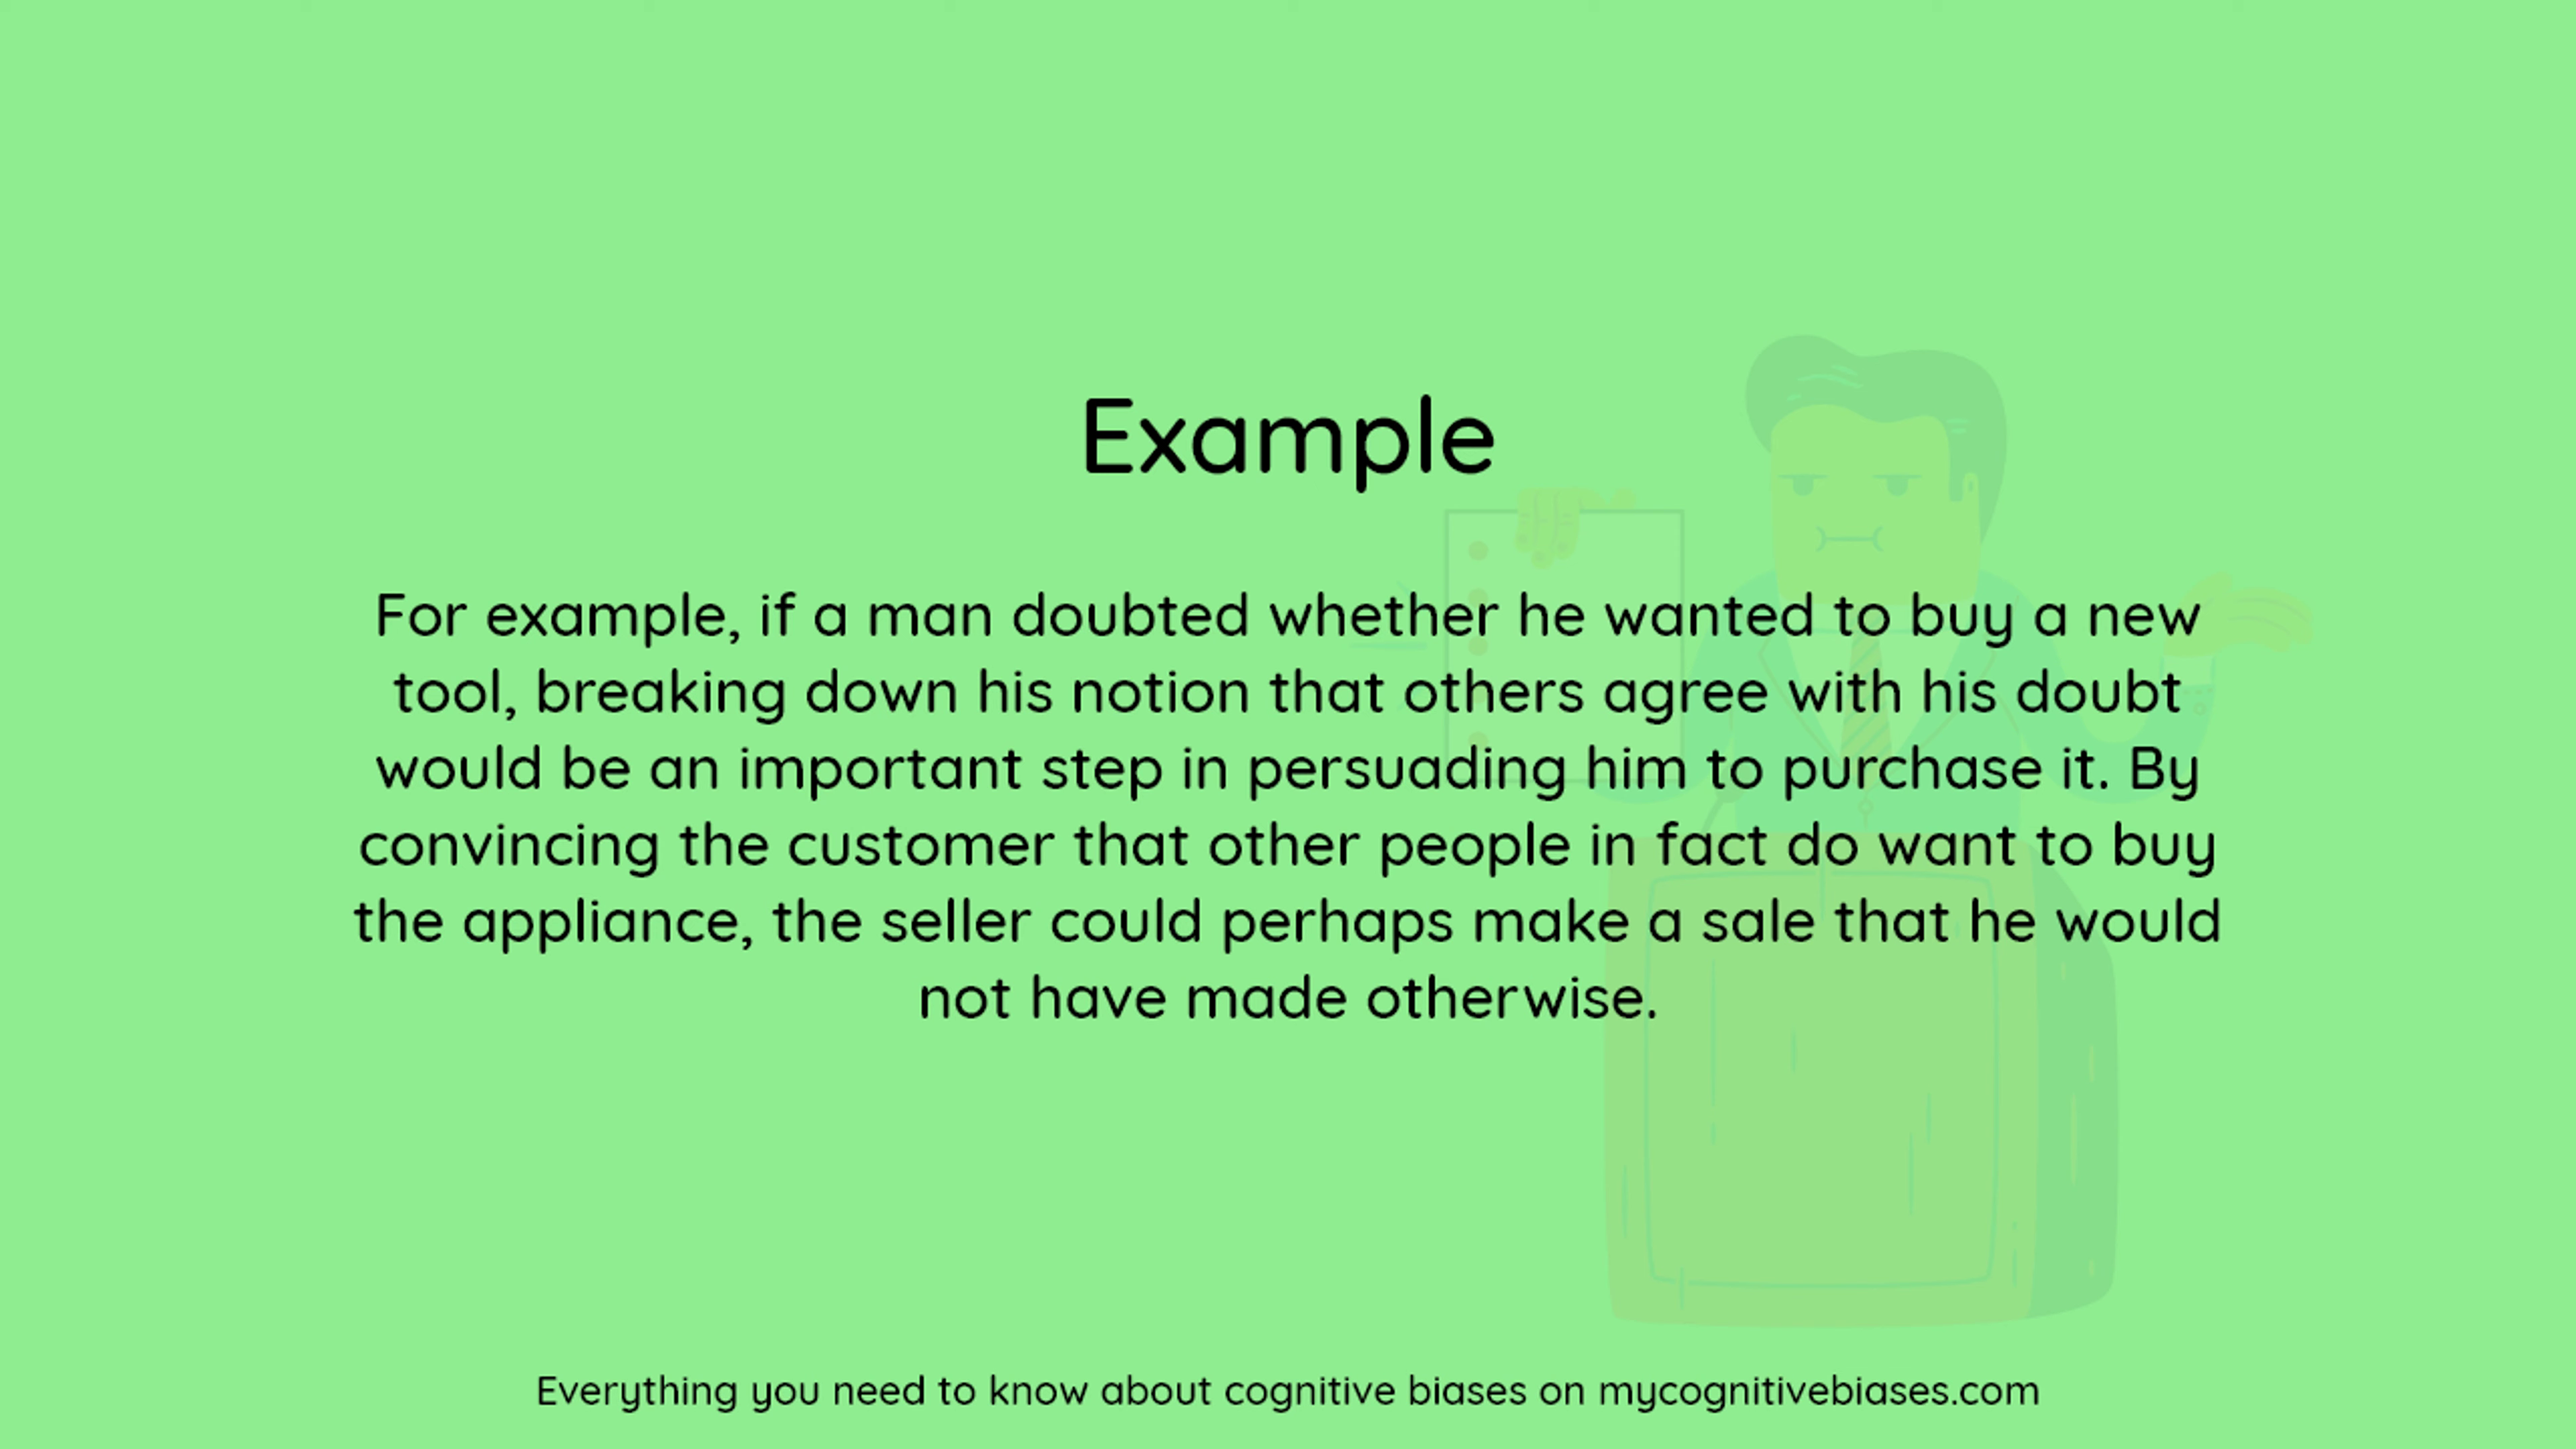 Example
For example, if a man doubted whether he wanted to buy a new
tool, breaking down his notion that others agree with his doubt
would be an important step in persuading him to purchase it. By
convincing the customer that other people in fact do want to buy
the appliance, the seller could perhaps make a sale that he would
not have made otherwise.
Everything you need to know about cognitive biases on mycognitivebiases.com